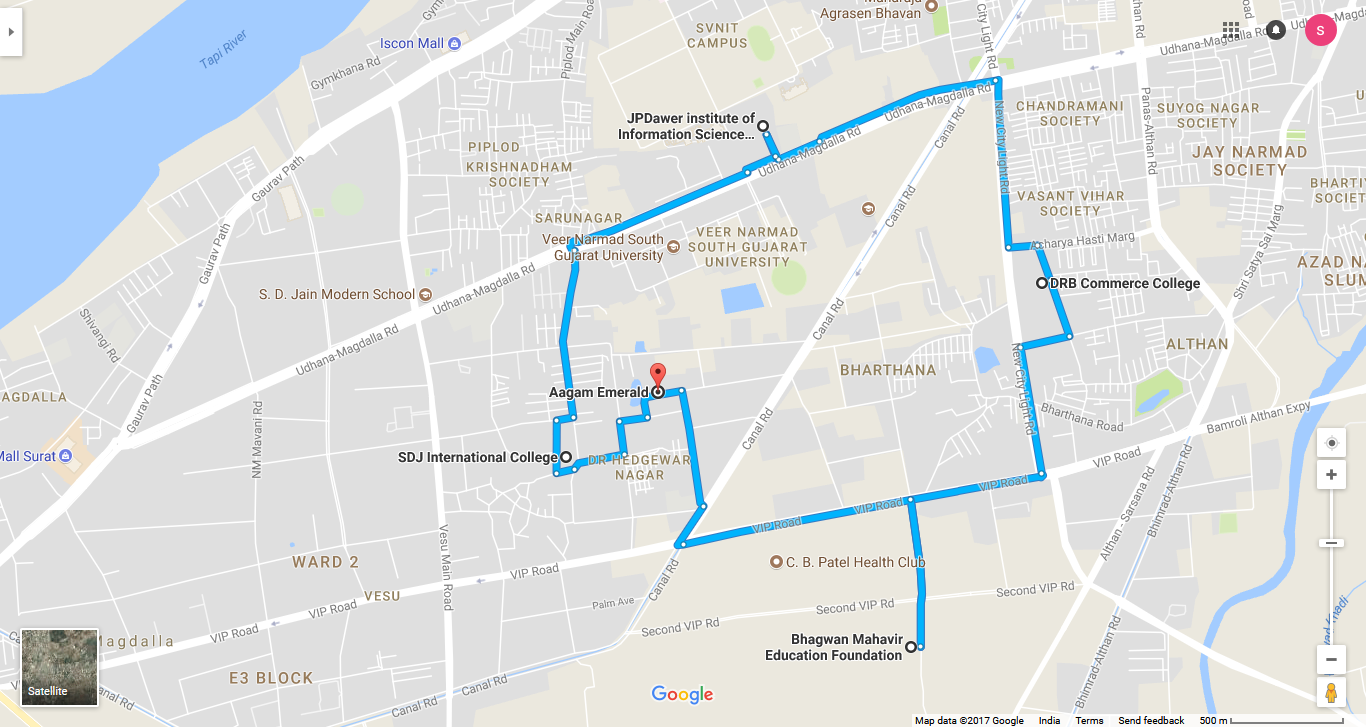 Maharaja
Agrasen Bhavan
City Light Rd
SVNIT
CAMPUS
Iscon Mall
Tapi River
Gymkhana Rd
Piplod Main Road
Udhana-Magdalla Rd
S
JPDawer institute of
Information Science...
Udhana-Magdalla Rd
Udhana-Magdalla Rd
Canal Rd
New City Light Rd
CHANDRAMANI
SOCIETY
Panas-Althan Rd
SUYOG NAGAR
SOCIETY
JAY NARMAD
SOCIETY
PIPLOD
KRISHNADHAM
SOCIETY
Gaurav Path
VASANT VIHAR
SOCIETY
SARUNAGAR
Veer Narmad South
Gujarat University
VEER NARMAD
SOUTH GUJARAT
UNIVERSITY
Canal Rd
Gaurav Path
Shri Satya Sai Marg
S. D. Jain Modern School
Udhana-Magdalla Rd
DRB Commerce College
Shivangi Rd
Udhana-Magdalla Rd
Canal Rd
ALTHAN
New City Light Rd
BHARTHANA
Aagam Emerald
Gaurav Path
NM Mavani Rd
Canal Rd
Bharthana Road
Bamroli Althan Expy
SDJ International College
DR HEDGEWAR
NAGAR
Mall Surat
VIP Road
VIP Road
VIP Road
VIP Road
Althan - Sarsana Rd
Bhimrad-Althan Rd
Vesu Main Road
WARD 2
VIP Road
C. B. Patel Health Club
Canal Rd
VESU
VIP Road
Palm Ave
Second VIP Rd
Second VIP Rd
VIP Road
Second VIP Rd
Bhagwan Mahavir
Education Foundation
Magdalla
Bhimrad-Althan Rd
E3 BLOCK
Canal Rd
Canal Rd
Canal Rd
Satellite
Google
Map data ©2017 Google India Terms Send feedback 500 m